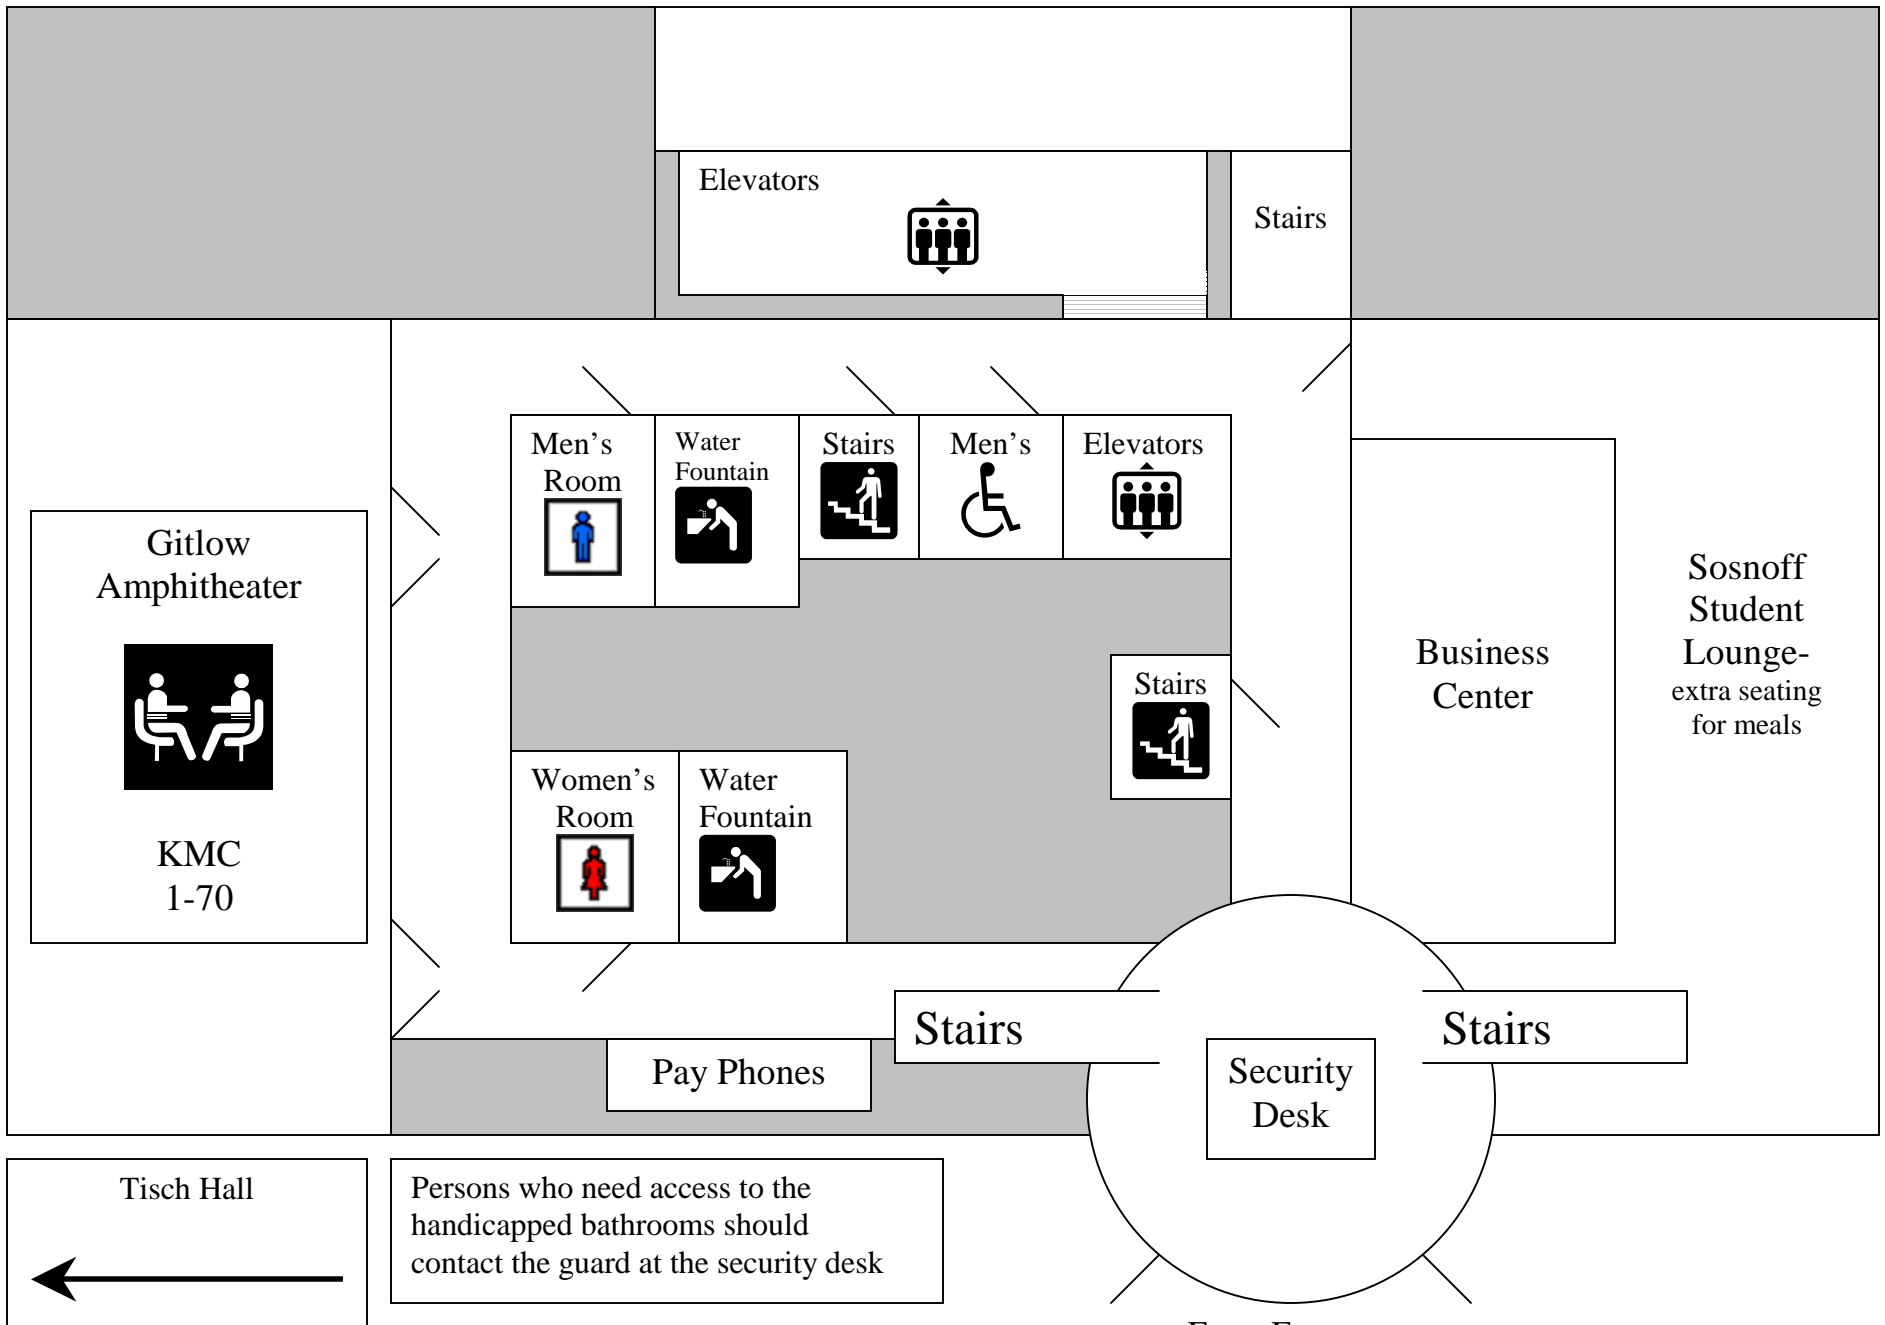 Elevators
Stairs
Men’s
Room
Water
Fountain
Stairs
Men’s
Elevators
Gitlow
Amphitheater
KMC
1-70
Stairs
Business
Center
Sosnoff
Student
Lounge-
extra seating
for meals
Women’s
Room
Water
Fountain
Stairs
Stairs
Pay Phones
Security
Desk
Tisch Hall
Persons who need access to the
handicapped bathrooms should
contact the guard at the security desk